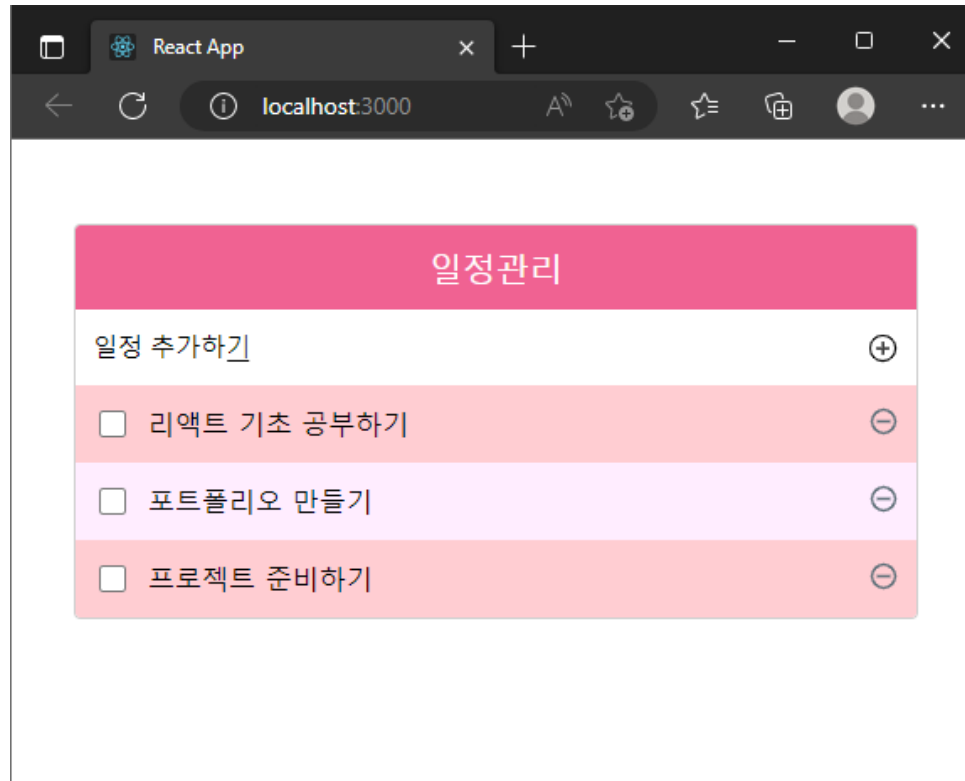 React App
localhost:3000
일정관리
일정 추가하기
리액트 기초 공부하기
포트폴리오 만들기
프로젝트 준비하기